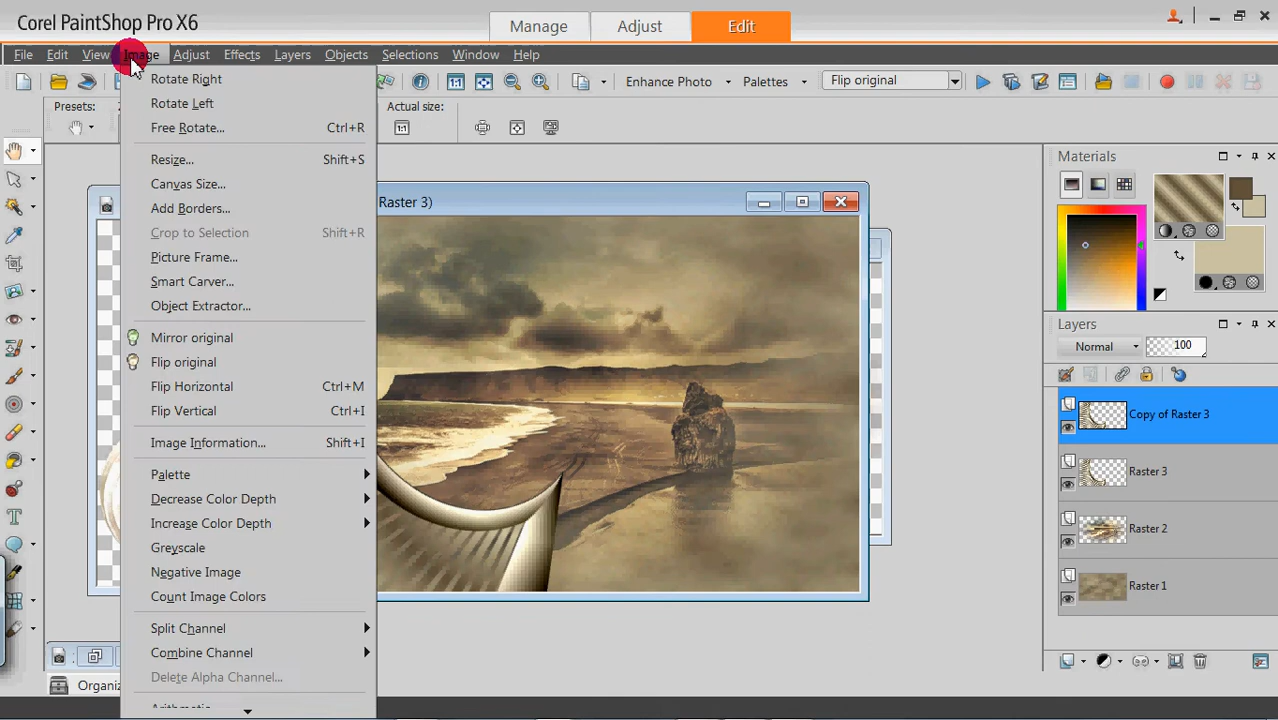 Corel PaintShop Pro X6
Manage
Adjust
Edit
File Edit View Image Adjust Effects Layers Objects Selections Window Help
Enhance Photo
Palettes
Flip original
Presets:
Actual size:
1:1
Rotate Right
Rotate Left
Free Rotate... Ctrl+R
Resize... Shift+S
Canvas Size...
Add Borders...
Crop to Selection Shift+R
Picture Frame...
Smart Carver...
Object Extractor...
Mirror original
Flip original
Flip Horizontal Ctrl+M
Flip Vertical Ctrl+I
Image Information... Shift+I
Palette
Decrease Color Depth
Increase Color Depth
Greyscale
Negative Image
Count Image Colors
Split Channel
Combine Channel
Delete Alpha Channel...
Arithmetic...
Raster 3)
Materials
Layers
Normal
100
Copy of Raster 3
Raster 3
Raster 2
Raster 1
Organiz